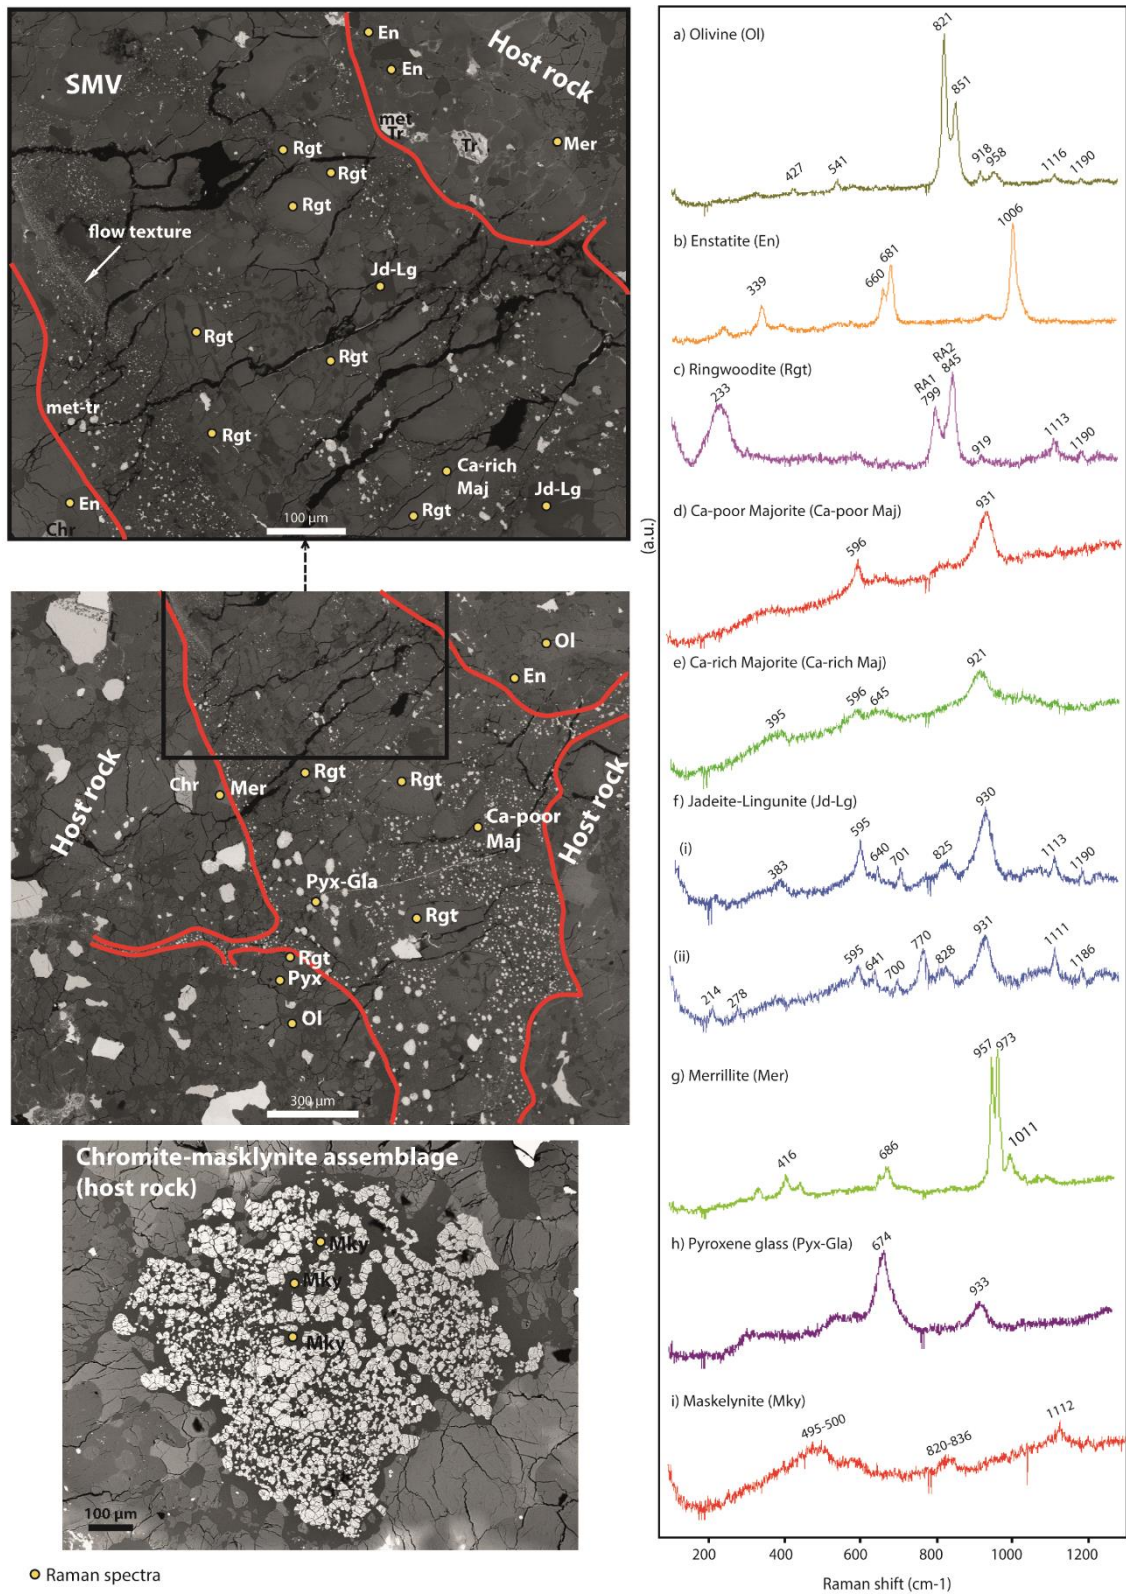 SMV
En
En
Host rock
met
Tr
Tr
Mer
Rgt
Rgt
Rgt
flow texture
Jd-Lg
Rgt
Rgt
met-tr
Rgt
Ca-rich
Maj
Jd-Lg
En
Rgt
Chr
100 µm
Ol
En
Host rock
Chr
Mer
Rgt
Rgt
Host rock
Ca-poor
Maj
Pyx-Gla
Rgt
Rgt
Pyx
Ol
300 µm
Chromite-masklynite assemblage
(host rock)
Mky
Mky
Mky
100 µm
Raman spectra
(a.u.)
a) Olivine (Ol)
427
541
821
851
918
958
1116
1190
b) Enstatite (En)
339
660
681
1006
c) Ringwoodite (Rgt)
233
RA1
799
RA2
845
919
1113
1190
d) Ca-poor Majorite (Ca-poor Maj)
596
931
e) Ca-rich Majorite (Ca-rich Maj)
395
596
645
921
f) Jadeite-Lingunite (Jd-Lg)
(i)
383
595
640
701
825
930
1113
1190
(ii)
214
278
595
641
700
770
828
931
1111
1186
g) Merrillite (Mer)
416
686
957
973
1011
h) Pyroxene glass (Pyx-Gla)
674
933
i) Maskelynite (Mky)
495-500
820-836
1112
200
400
600
800
1000
1200
Raman shift (cm-1)